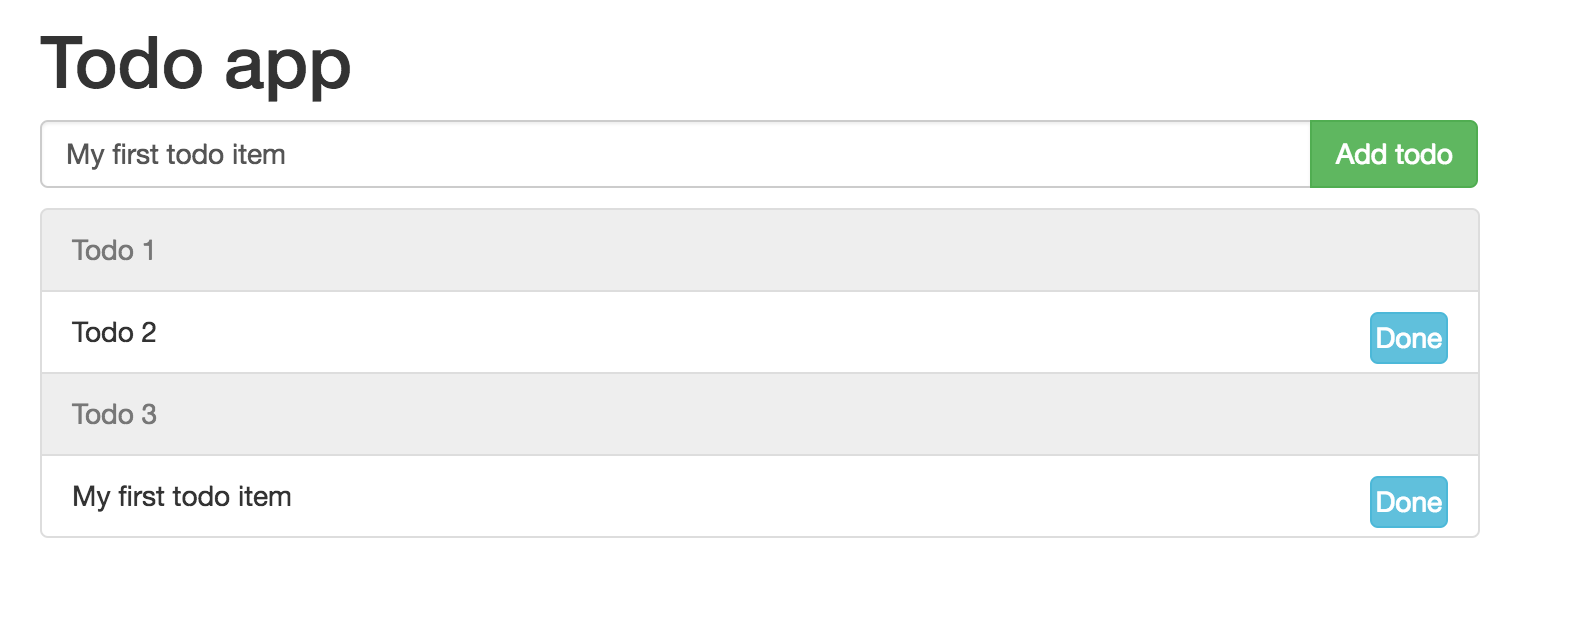 Todo app
My first todo item
Add todo
Todo 1
Todo 2
Done
Todo 3
My first todo item
Done